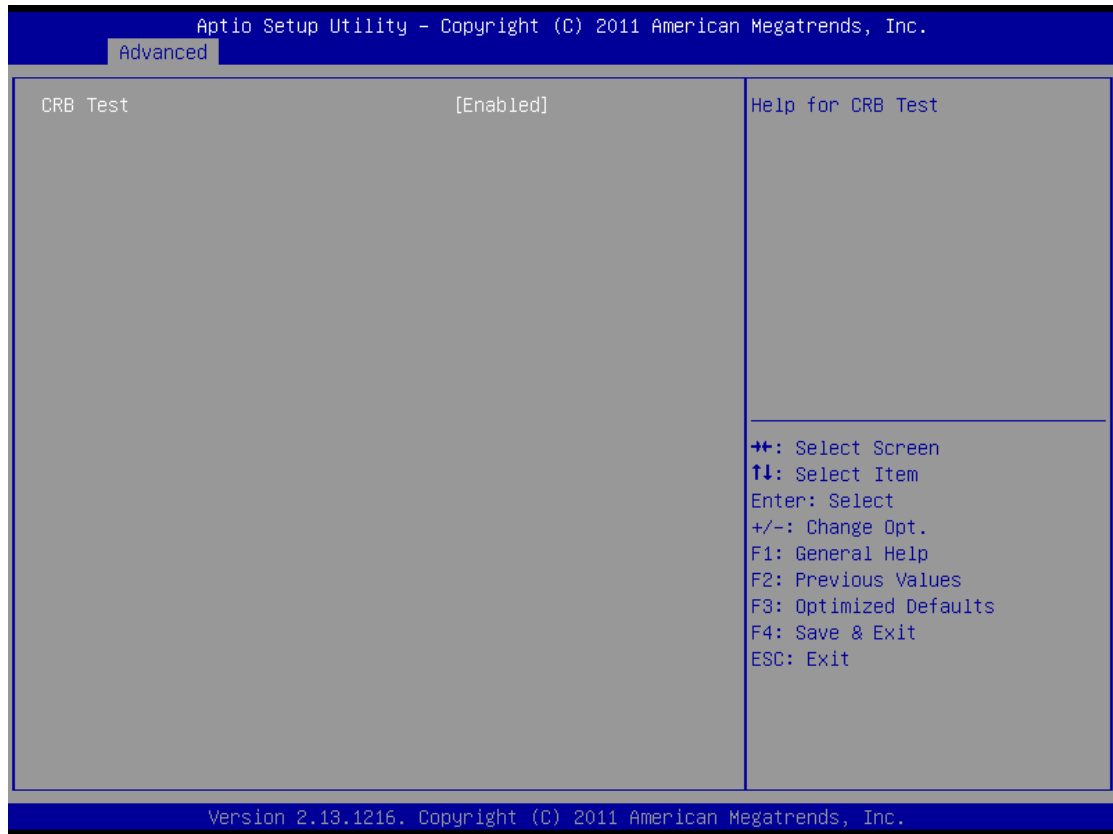 Aptio Setup Utility – Copyright (C) 2011 American Megatrends, Inc.
Advanced
CRB Test [Enabled]
Help for CRB Test
→←: Select Screen
↑↓: Select Item
Enter: Select
+/-: Change Opt.
F1: General Help
F2: Previous Values
F3: Optimized Defaults
F4: Save & Exit
ESC: Exit
Version 2.13.1216. Copyright (C) 2011 American Megatrends, Inc.